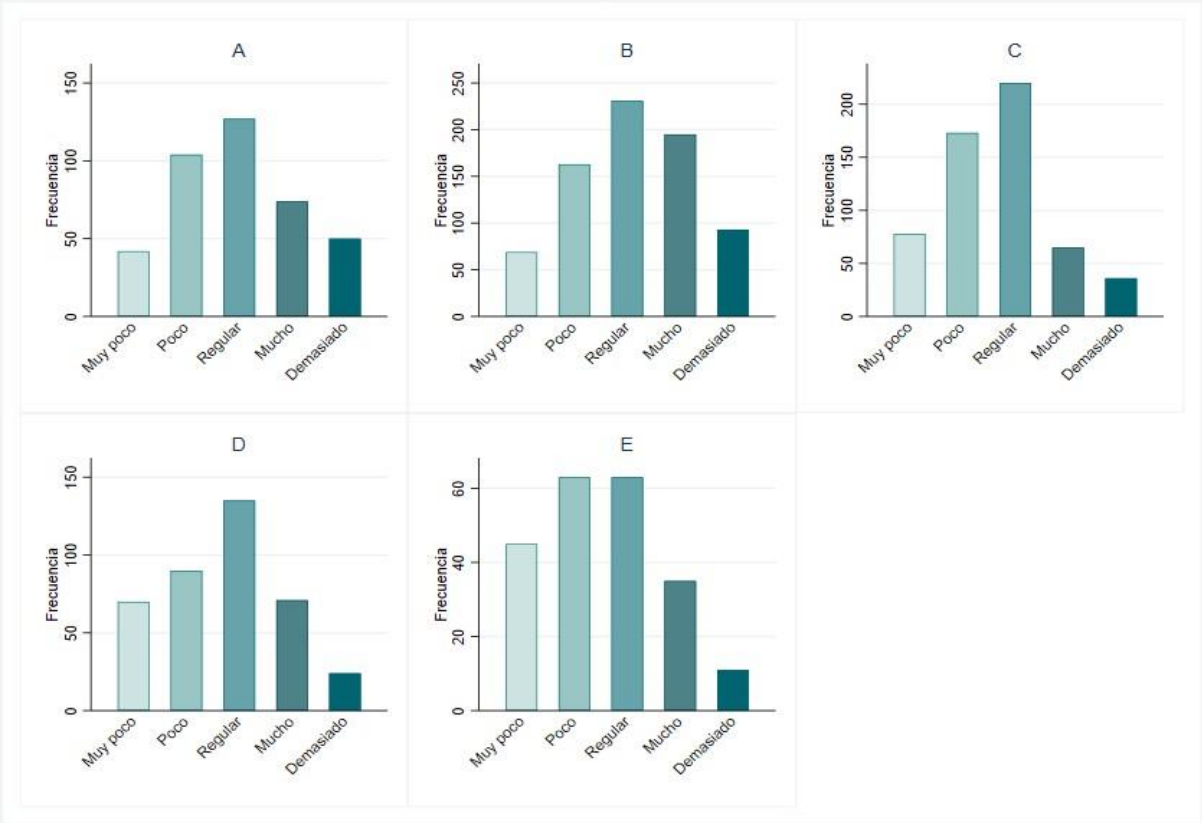 A
Frecuencia
150
100
50
0
Muy poco
Poco
Regular
Mucho
Demasiado
B
Frecuencia
250
200
150
100
50
0
Muy poco
Poco
Regular
Mucho
Demasiado
C
Frecuencia
200
150
100
50
0
Muy poco
Poco
Regular
Mucho
Demasiado
D
Frecuencia
150
100
50
0
Muy poco
Poco
Regular
Mucho
Demasiado
E
Frecuencia
60
40
20
0
Muy poco
Poco
Regular
Mucho
Demasiado